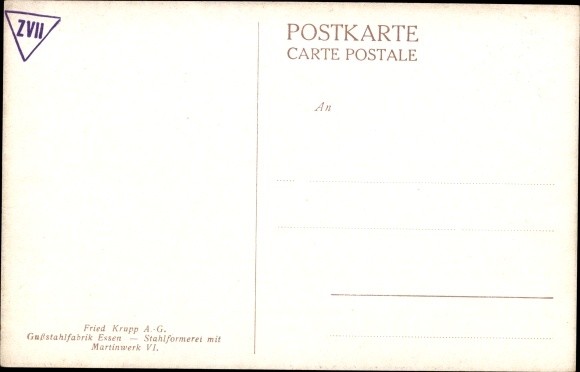 ZVII
POSTKARTE
CARTE POSTALE
An
Fried Krupp A.-G.
Gußstahlfabrik Essen — Stahlformerei mit
Martinwerk VI.